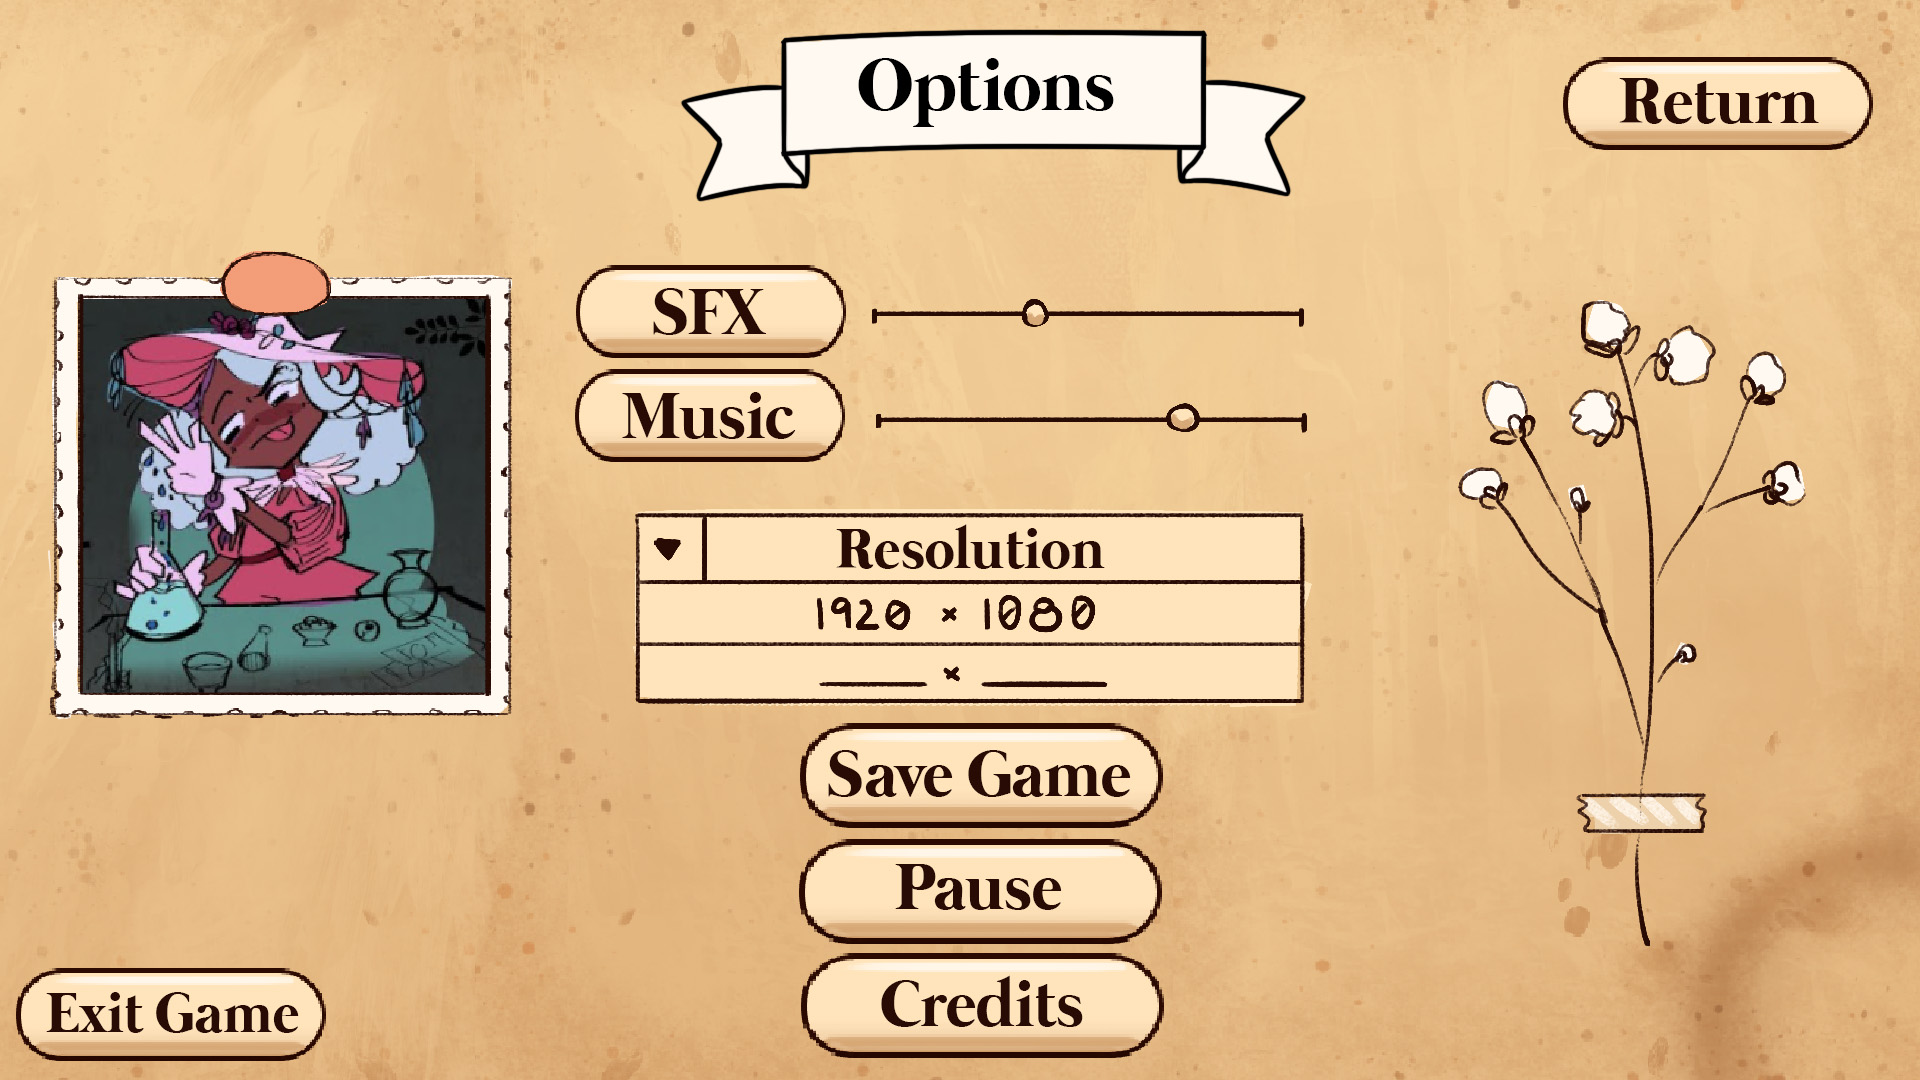 Options
Return
SFX
Music
Resolution
1920 × 1080
×
Save Game
Pause
Credits
Exit Game